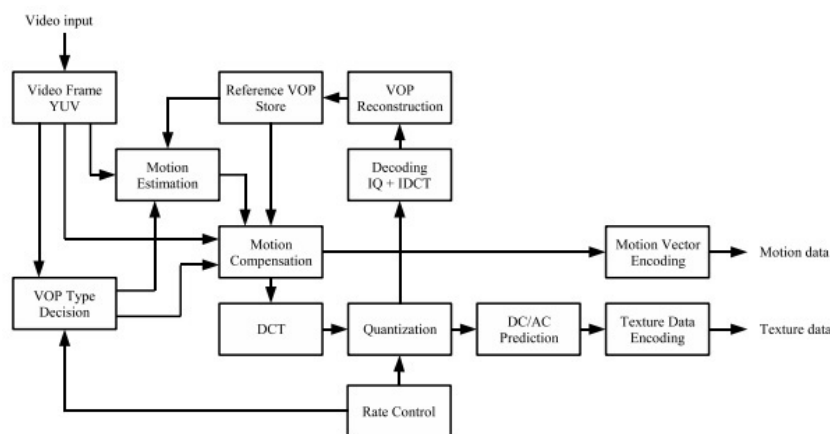 Video input
Video Frame
YUV
Reference VOP
Store
VOP
Reconstruction
Motion
Estimation
Decoding
IQ + IDCT
Motion
Compensation
Motion Vector
Encoding
Motion data
VOP Type
Decision
DCT
Quantization
DC/AC
Prediction
Texture Data
Encoding
Texture data
Rate Control